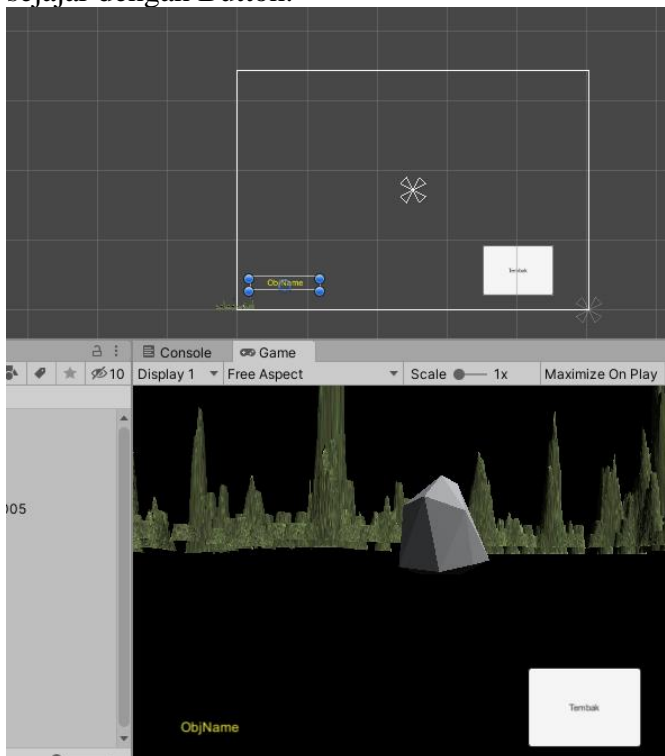 sejajar dengan Button.
ObjName
Tembak
Console
Game
10
Display 1
Free Aspect
Scale
1x
Maximize On Play
005
ObjName
Tembak